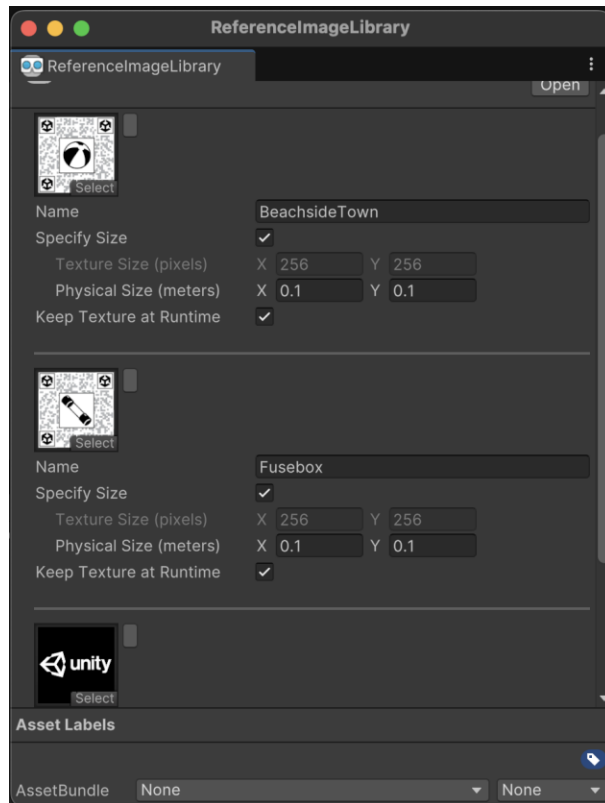 ReferenceImageLibrary
ReferenceImageLibrary
Open
Select
Name BeachsideTown
Specify Size
Texture Size (pixels) X 256 Y 256
Physical Size (meters) X 0.1 Y 0.1
Keep Texture at Runtime
Select
Name Fusebox
Specify Size
Texture Size (pixels) X 256 Y 256
Physical Size (meters) X 0.1 Y 0.1
Keep Texture at Runtime
unity
Select
Asset Labels
AssetBundle None None